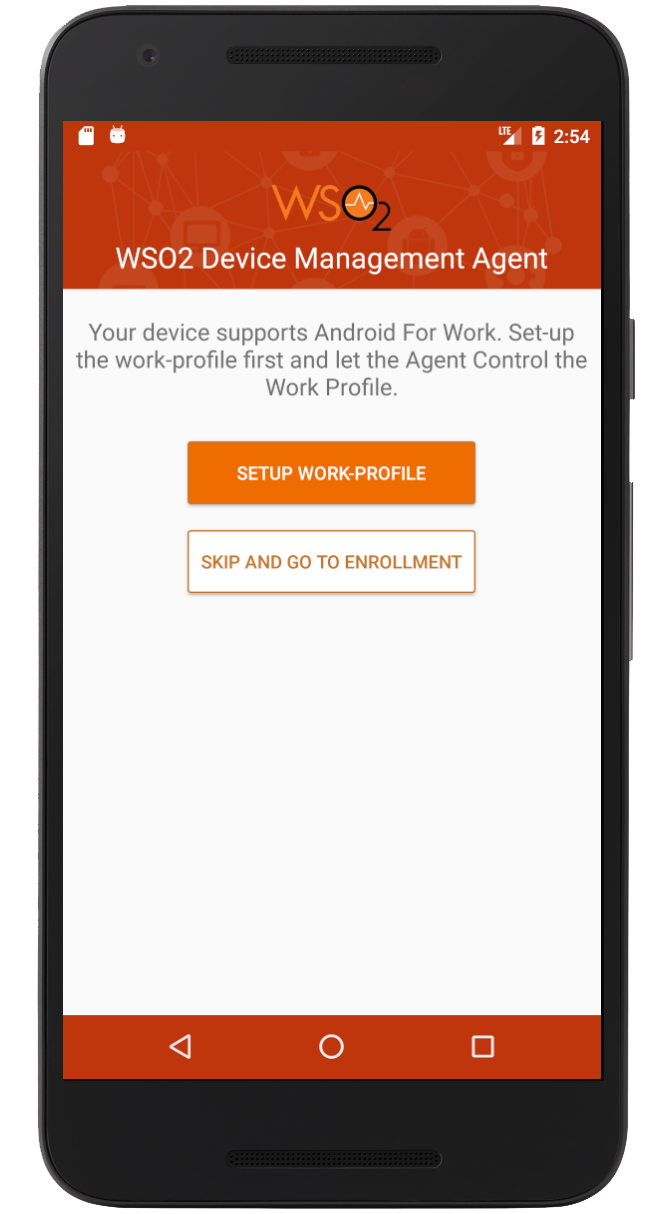 LTE 2:54
WSO2
WSO2 Device Management Agent
Your device supports Android For Work. Set-up
the work-profile first and let the Agent Control the
Work Profile.
SETUP WORK-PROFILE
SKIP AND GO TO ENROLLMENT